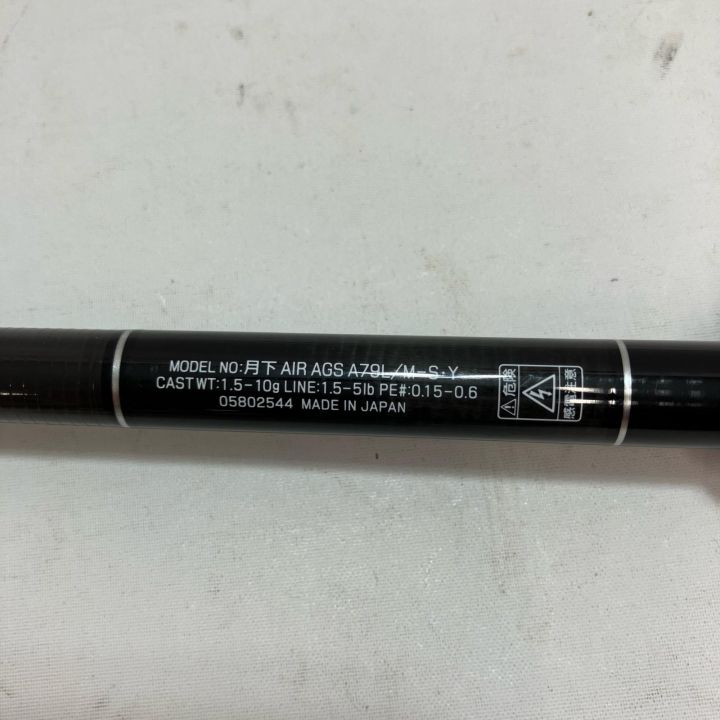 MODEL NO:月下 AIR AGS A79L/M-S・Y
CAST WT:1.5-10g LINE:1.5-5lb PE#:0.15-0.6
05802544 MADE IN JAPAN
⚠危険
感電注意